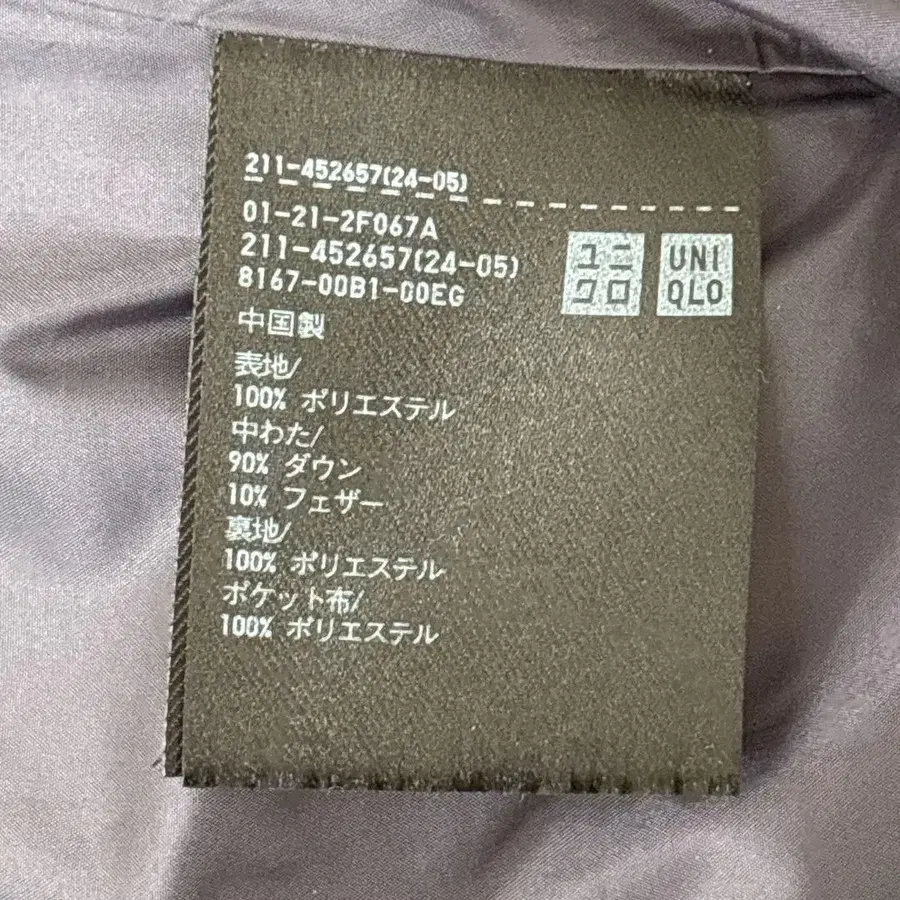 211-452657(24-05)
01-21-2F067A
211-452657(24-05)
8167-00B1-00EG
ユニ
クロ
UNI
QLO
中国製
表地/
100% ポリエステル
中わた/
90% ダウン
10% フェザー
裏地/
100% ポリエステル
ポケット布/
100% ポリエステル